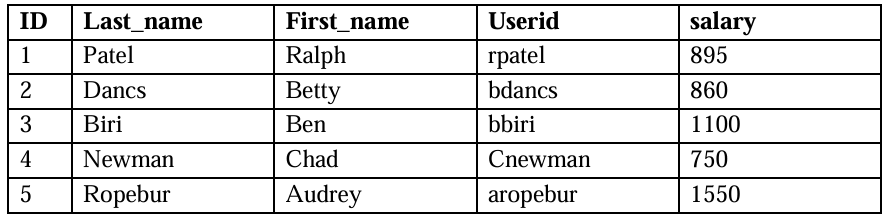 ID Last_name First_name Userid salary
1 Patel Ralph rpatel 895
2 Dancs Betty bdancs 860
3 Biri Ben bbiri 1100
4 Newman Chad Cnewman 750
5 Ropebur Audrey aropebur 1550